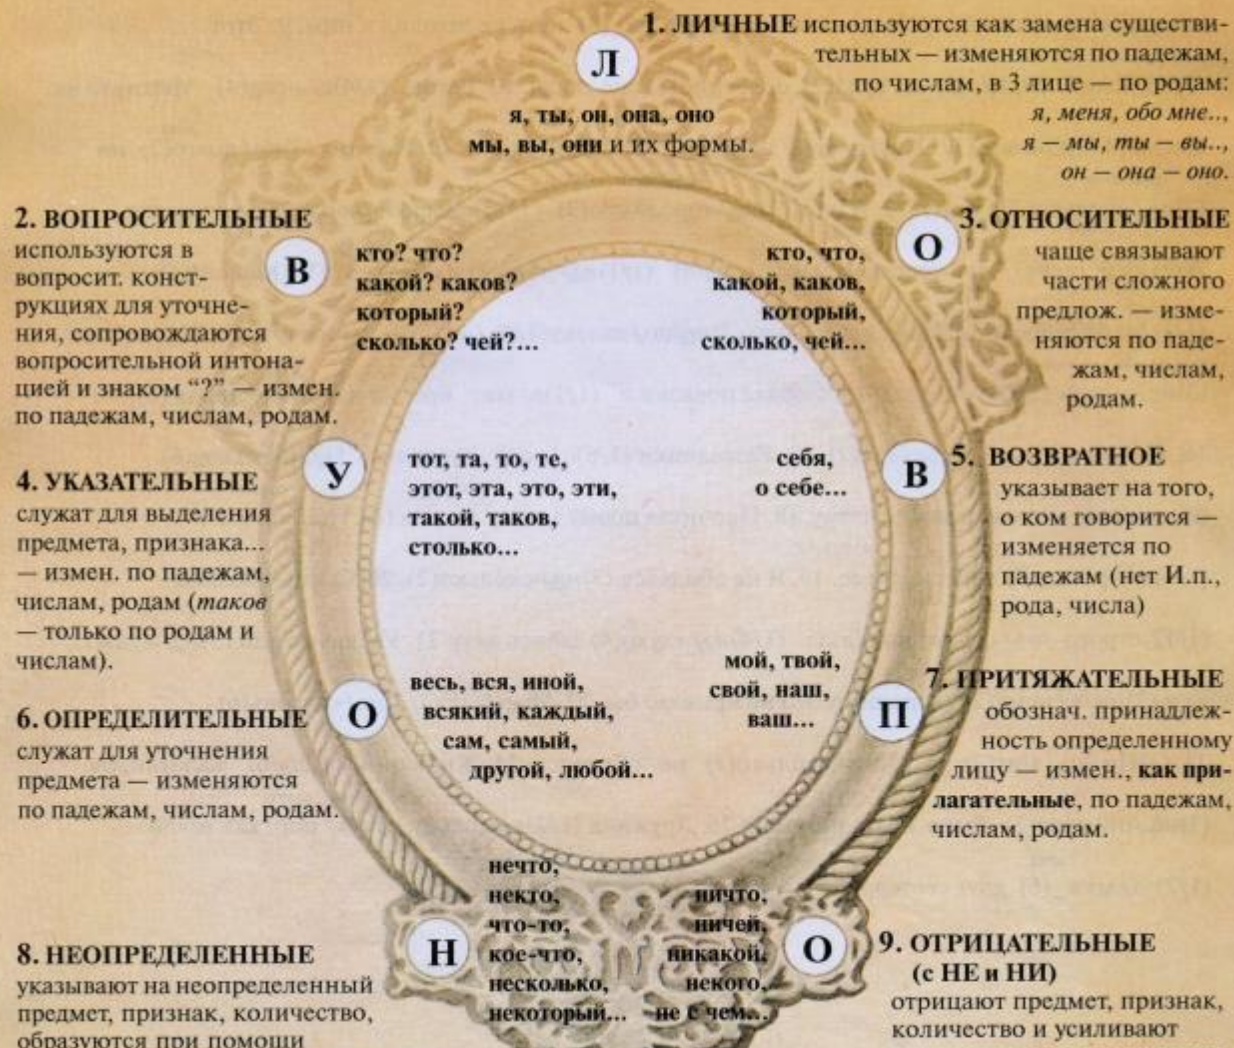 1. ЛИЧНЫЕ используются как замена существи-
тельных — изменяются по падежам,
по числам, в 3 лице — по родам:
я, меня, обо мне..,
я — мы, ты — вы..,
он — она — оно.
Л
я, ты, он, она, оно
мы, вы, они и их формы.
2. ВОПРОСИТЕЛЬНЫЕ
используются в
вопросит. конст-
рукциях для уточне-
ния, сопровождаются
вопросительной интона-
цией и знаком “?” — измен.
по падежам, числам, родам.
В
кто? что?
какой? каков?
который?
сколько? чей?...
кто, что,
какой, каков,
который,
сколько, чей...
О
3. ОТНОСИТЕЛЬНЫЕ
чаще связывают
части сложного
предлож. — изме-
няются по паде-
жам, числам,
родам.
4. УКАЗАТЕЛЬНЫЕ
служат для выделения
предмета, признака...
— измен. по падежам,
числам, родам (таков
— только по родам и
числам).
У
тот, та, то, те,
этот, эта, это, эти,
такой, таков,
столько...
себя,
о себе...
В
5. ВОЗВРАТНОЕ
указывает на того,
о ком говорится —
изменяется по
падежам (нет И.п.,
рода, числа)
6. ОПРЕДЕЛИТЕЛЬНЫЕ
служат для уточнения
предмета — изменяются
по падежам, числам, родам.
О
весь, вся, иной,
всякий, каждый,
сам, самый,
другой, любой...
мой, твой,
свой, наш,
ваш...
П
7. ПРИТЯЖАТЕЛЬНЫЕ
обознач. принадлеж-
ность определенному
лицу — измен., как при-
лагательные, по падежам,
числам, родам.
8. НЕОПРЕДЕЛЕННЫЕ
указывают на неопределенный
предмет, признак, количество,
образуются при помощи
Н
нечто,
некто,
что-то,
кое-что,
несколько,
некоторый...
ничто,
ничей,
никакой,
некого,
не с чем...
О
9. ОТРИЦАТЕЛЬНЫЕ
(с НЕ и НИ)
отрицают предмет, признак,
количество и усиливают